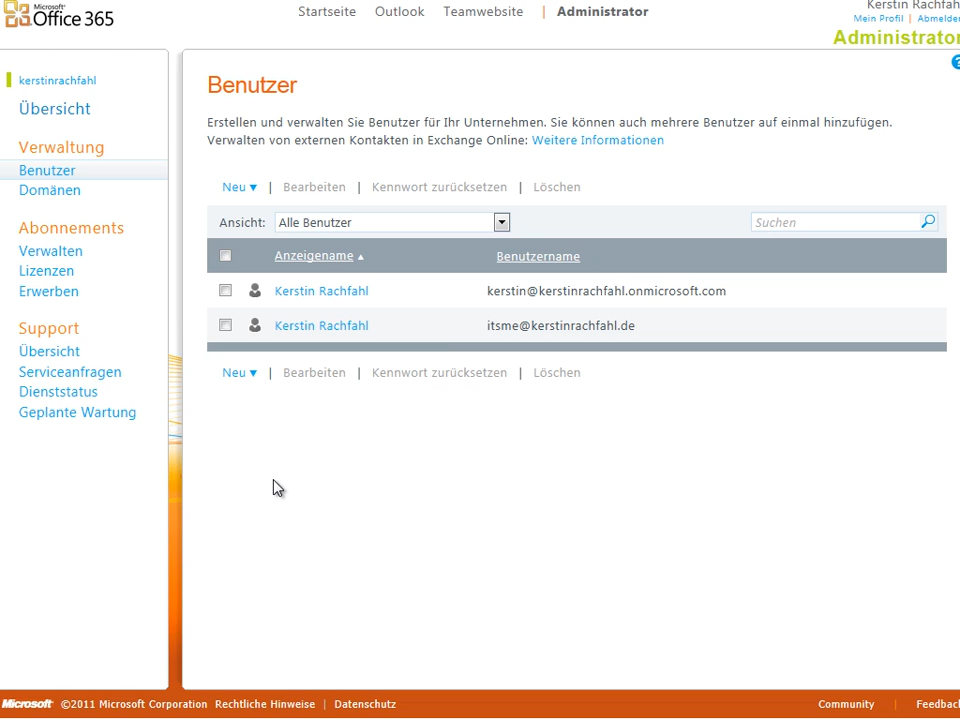 Microsoft®
Office 365
Startseite Outlook Teamwebsite | Administrator
Kerstin Rachfahl
Mein Profil | Abmelden
Administrator
kerstinrachfahl
Übersicht
Verwaltung
Benutzer
Domänen
Abonnements
Verwalten
Lizenzen
Erwerben
Support
Übersicht
Serviceanfragen
Dienststatus
Geplante Wartung
Benutzer
Erstellen und verwalten Sie Benutzer für Ihr Unternehmen. Sie können auch mehrere Benutzer auf einmal hinzufügen.
Verwalten von externen Kontakten in Exchange Online: Weitere Informationen
Neu | Bearbeiten | Kennwort zurücksetzen | Löschen
Ansicht: Alle Benutzer Suchen
Anzeigename Benutzername
Kerstin Rachfahl kerstin@kerstinrachfahl.onmicrosoft.com
Kerstin Rachfahl itsme@kerstinrachfahl.de
Neu | Bearbeiten | Kennwort zurücksetzen | Löschen
Microsoft ©2011 Microsoft Corporation Rechtliche Hinweise | Datenschutz Community | Feedback